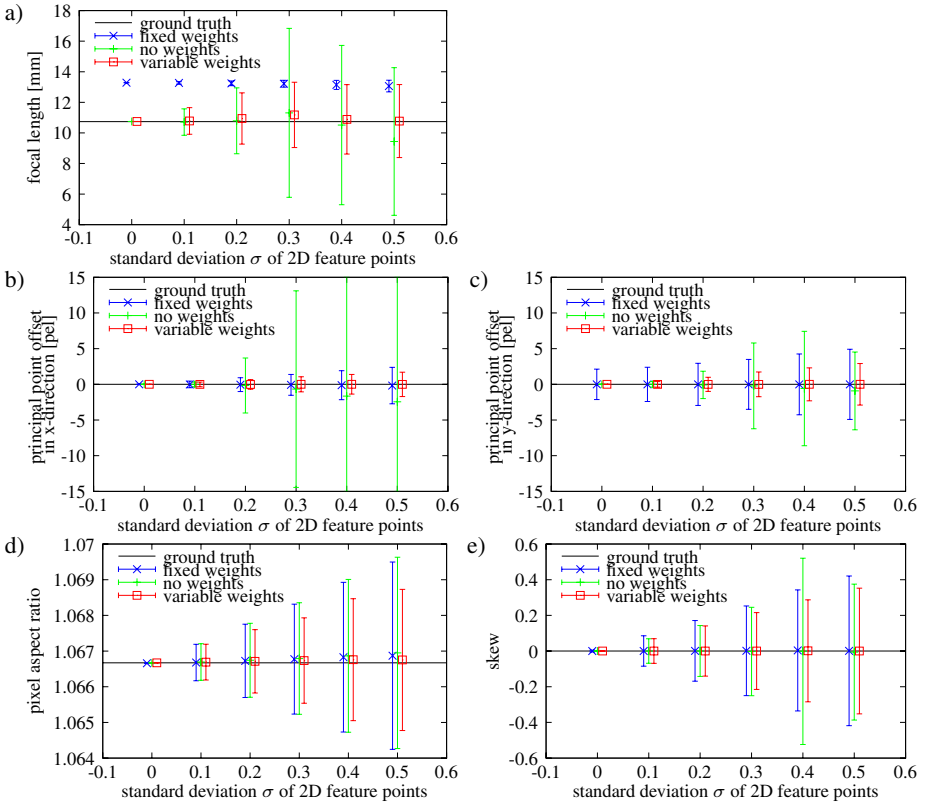 a)
focal length [mm]
18
16
14
12
10
8
6
4
ground truth
fixed weights
no weights
variable weights
-0.1 0 0.1 0.2 0.3 0.4 0.5 0.6
standard deviation σ of 2D feature points
b)
principal point offset
in x-direction [pel]
15
10
5
0
-5
-10
-15
ground truth
fixed weights
no weights
variable weights
-0.1 0 0.1 0.2 0.3 0.4 0.5 0.6
standard deviation σ of 2D feature points
c)
principal point offset
in y-direction [pel]
15
10
5
0
-5
-10
-15
ground truth
fixed weights
no weights
variable weights
-0.1 0 0.1 0.2 0.3 0.4 0.5 0.6
standard deviation σ of 2D feature points
d)
pixel aspect ratio
1.07
1.069
1.068
1.067
1.066
1.065
1.064
ground truth
fixed weights
no weights
variable weights
-0.1 0 0.1 0.2 0.3 0.4 0.5 0.6
standard deviation σ of 2D feature points
e)
skew
0.6
0.4
0.2
0
-0.2
-0.4
-0.6
ground truth
fixed weights
no weights
variable weights
-0.1 0 0.1 0.2 0.3 0.4 0.5 0.6
standard deviation σ of 2D feature points